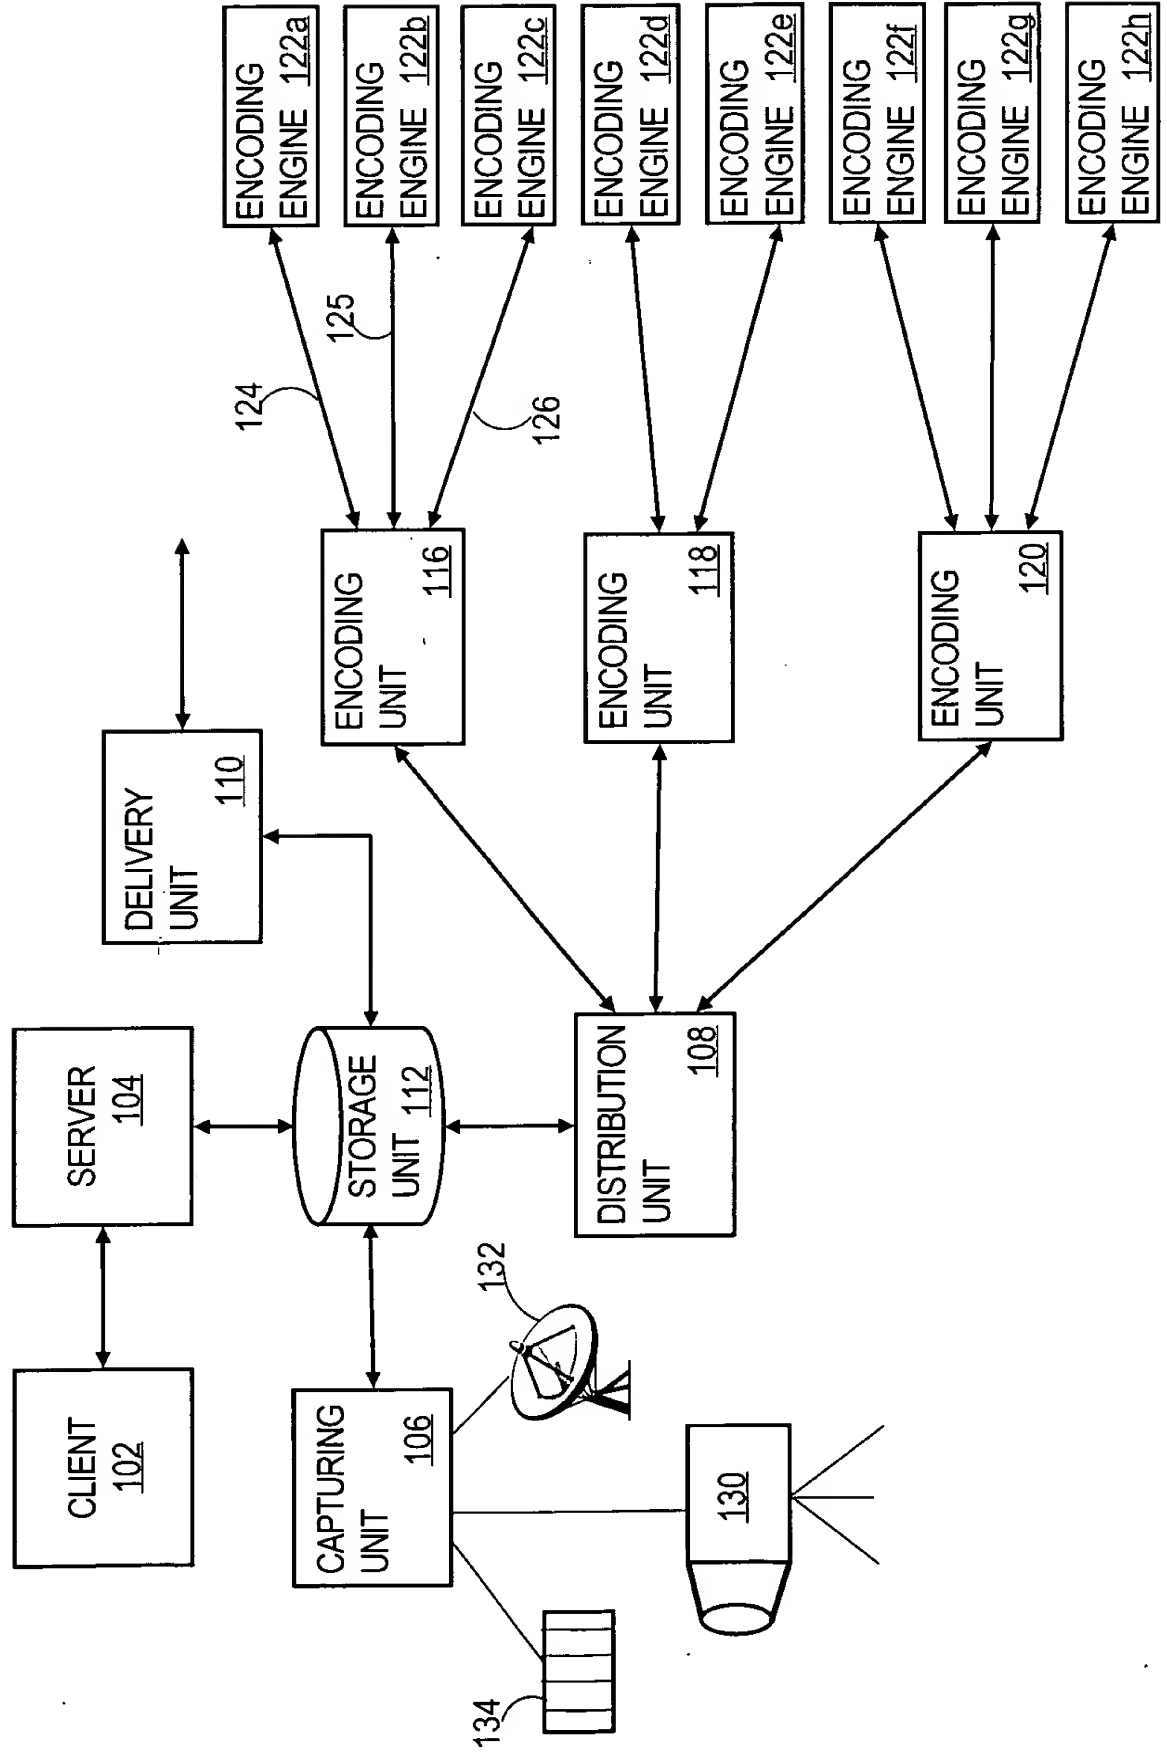 CLIENT
102
SERVER
104
DELIVERY
UNIT
110
CAPTURING
UNIT
106
STORAGE
UNIT 112
134
130
132
DISTRIBUTION
UNIT
108
ENCODING
UNIT
116
ENCODING
UNIT
118
ENCODING
UNIT
120
124
125
126
ENCODING
ENGINE 122a
ENCODING
ENGINE 122b
ENCODING
ENGINE 122c
ENCODING
ENGINE 122d
ENCODING
ENGINE 122e
ENCODING
ENGINE 122f
ENCODING
ENGINE 122g
ENCODING
ENGINE 122h